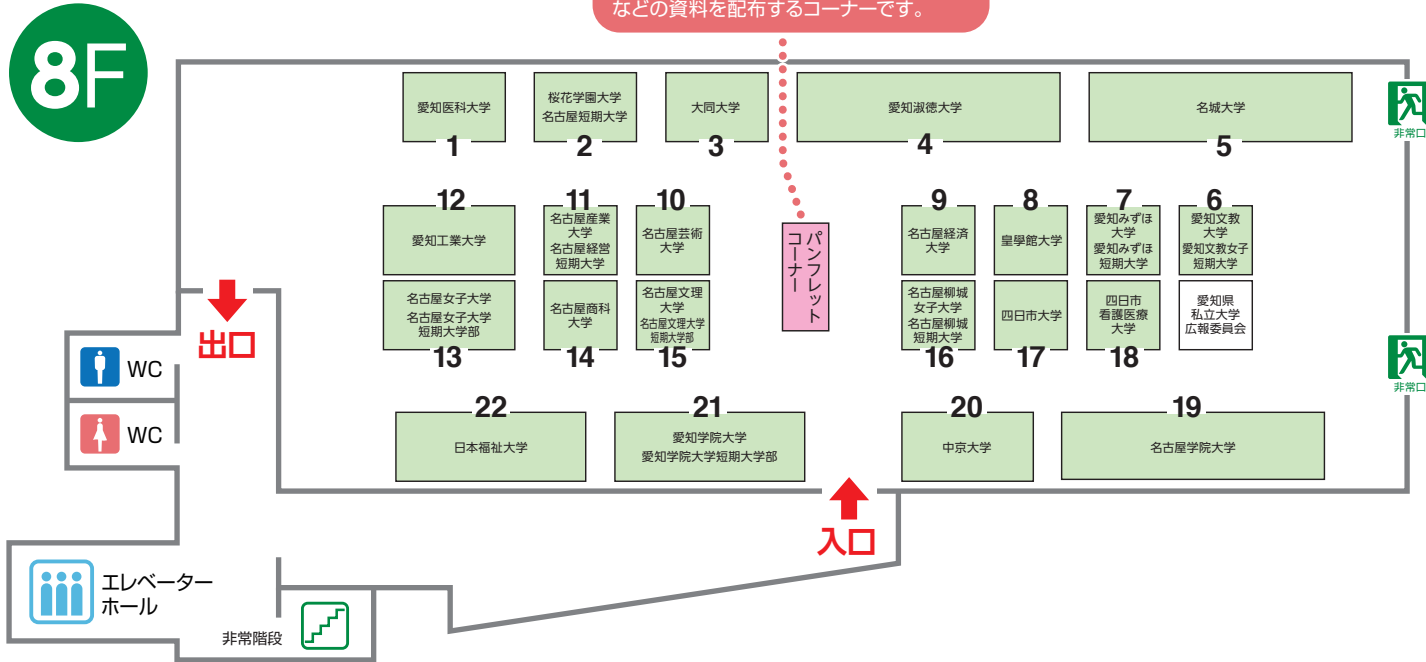 などの資料を配布するコーナーです。
8F
愛知医科大学
1
桜花学園大学
名古屋短期大学
2
大同大学
3
愛知淑徳大学
4
名城大学
5
非常口
12
愛知工業大学
11
名古屋産業
大学
名古屋経営
短期大学
10
名古屋芸術
大学
パンフレット
コーナー
9
名古屋経済
大学
8
皇學館大学
7
愛知みずほ
大学
愛知みずほ
短期大学
6
愛知文教
大学
愛知文教女子
短期大学
名古屋女子大学
名古屋女子大学
短期大学部
13
名古屋商科
大学
14
名古屋文理
大学
名古屋文理大学
短期大学部
15
名古屋柳城
女子大学
名古屋柳城
短期大学
16
四日市大学
17
四日市
看護医療
大学
18
愛知県
私立大学
広報委員会
非常口
出口
WC
WC
22
日本福祉大学
21
愛知学院大学
愛知学院大学短期大学部
20
中京大学
19
名古屋学院大学
入口
エレベーター
ホール
非常階段